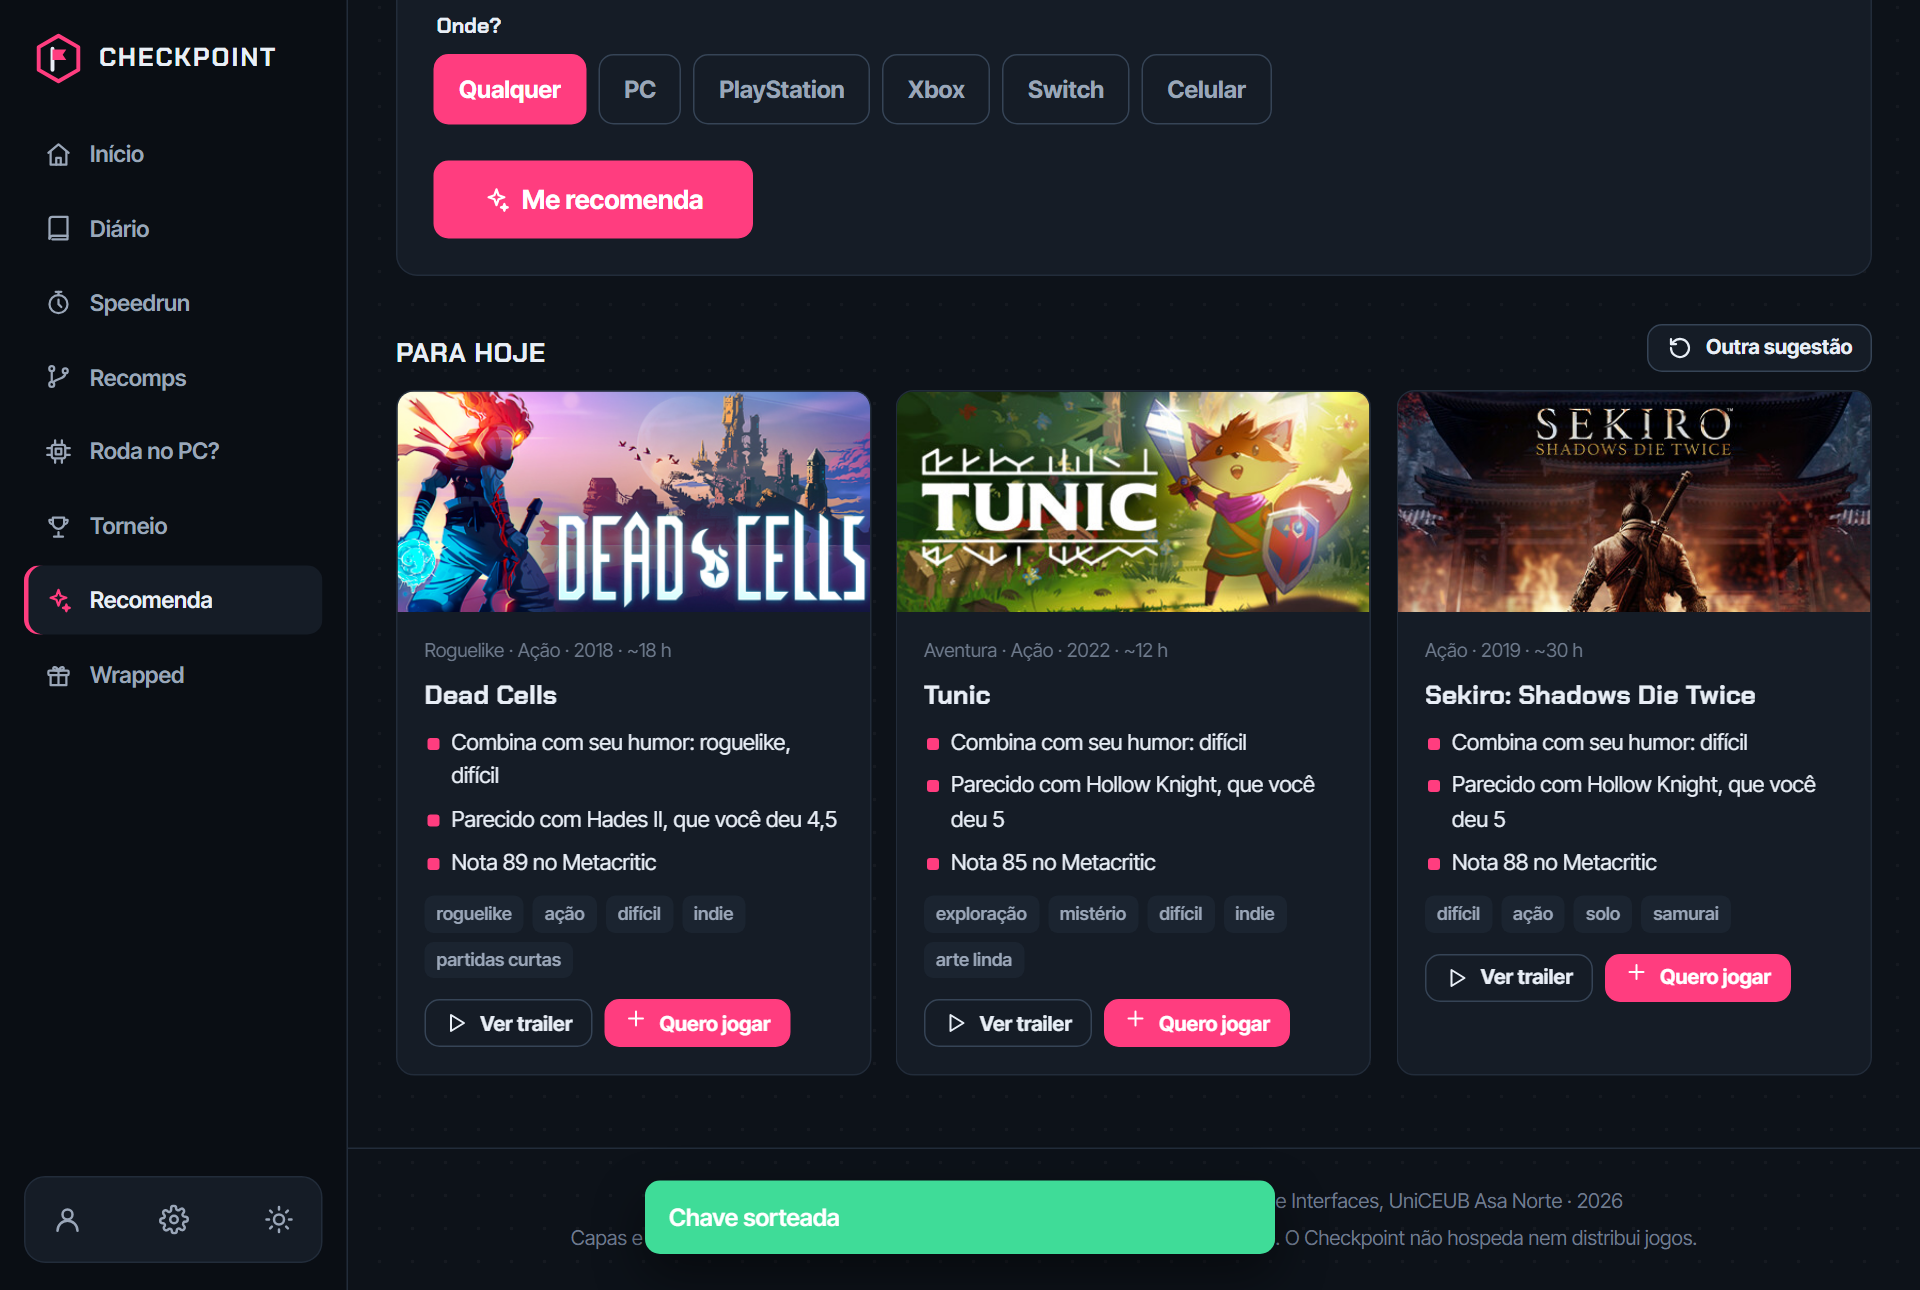 CHECKPOINT
Início
Diário
Speedrun
Recomps
Roda no PC?
Torneio
Recomenda
Wrapped
Onde?
Qualquer
PC
PlayStation
Xbox
Switch
Celular
Me recomenda
PARA HOJE
Outra sugestão
DEAD CELLS
Roguelike · Ação · 2018 · ~18 h
Dead Cells
Combina com seu humor: roguelike,
difícil
Parecido com Hades II, que você deu 4,5
Nota 89 no Metacritic
roguelike
ação
difícil
indie
partidas curtas
Ver trailer
Quero jogar
TUNIC
Aventura · Ação · 2022 · ~12 h
Tunic
Combina com seu humor: difícil
Parecido com Hollow Knight, que você
deu 5
Nota 85 no Metacritic
exploração
mistério
difícil
indie
arte linda
Ver trailer
Quero jogar
SEKIRO™
SHADOWS DIE TWICE
Ação · 2019 · ~30 h
Sekiro: Shadows Die Twice
Combina com seu humor: difícil
Parecido com Hollow Knight, que você
deu 5
Nota 88 no Metacritic
difícil
ação
solo
samurai
Ver trailer
Quero jogar
e Interfaces, UniCEUB Asa Norte · 2026
Capas e
. O Checkpoint não hospeda nem distribui jogos.
Chave sorteada